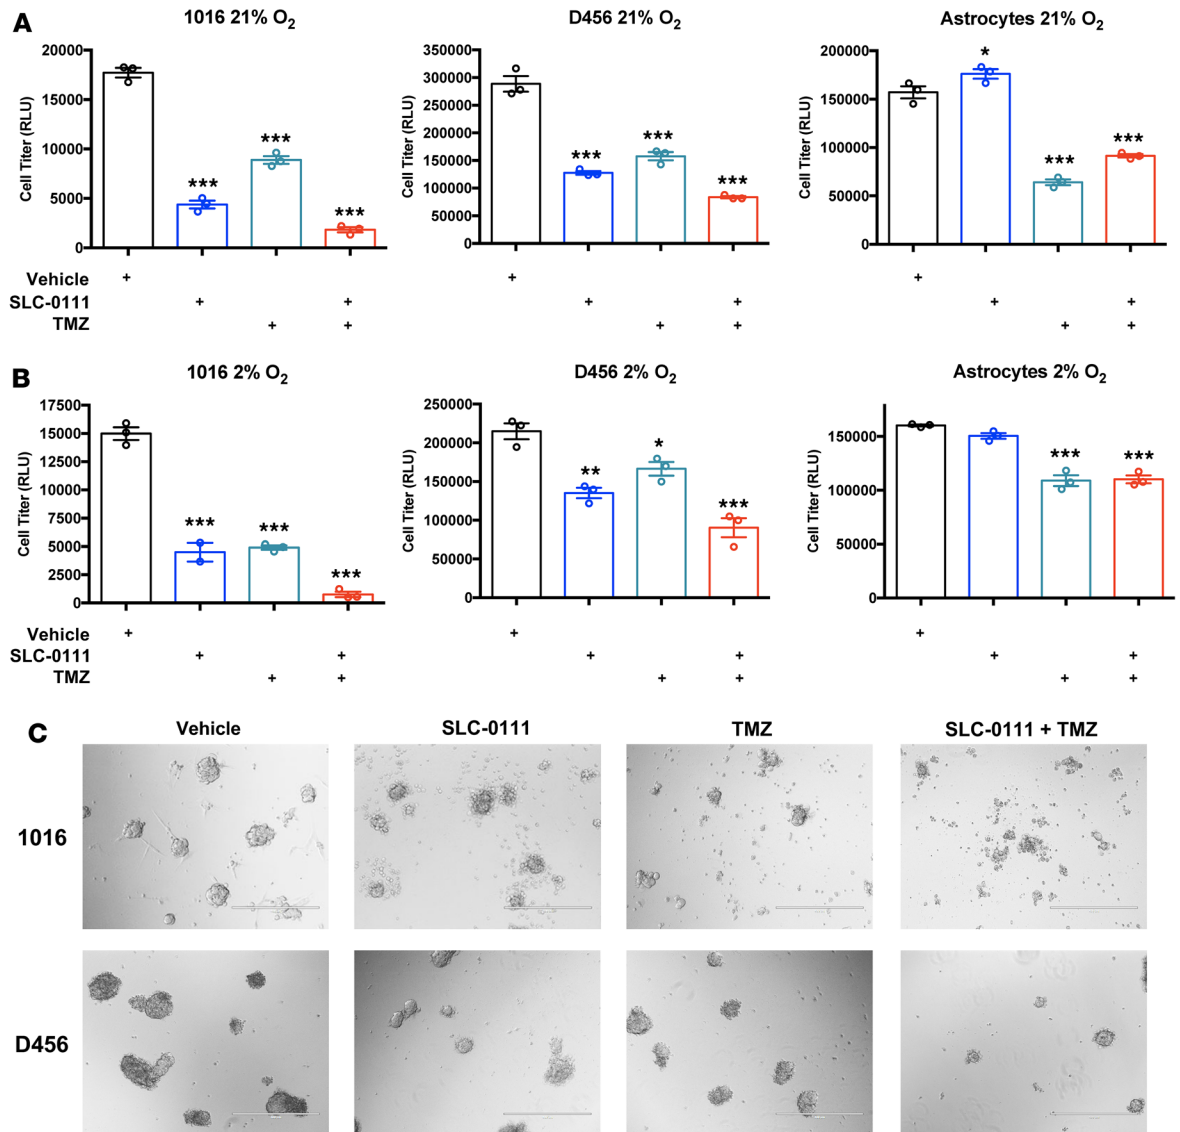 A
1016 21% O2
D456 21% O2
Astrocytes 21% O2
Cell Titer (RLU)
20000
15000
10000
5000
0
***
***
***
Cell Titer (RLU)
350000
300000
250000
200000
150000
100000
50000
0
***
***
***
Cell Titer (RLU)
200000
150000
100000
50000
0
*
***
***
Vehicle + + +
SLC-0111 + + + + + +
TMZ + + + + + +
B
1016 2% O2
D456 2% O2
Astrocytes 2% O2
Cell Titer (RLU)
17500
15000
12500
10000
7500
5000
2500
0
***
***
***
Cell Titer (RLU)
250000
200000
150000
100000
50000
0
**
*
***
Cell Titer (RLU)
150000
100000
50000
0
***
***
Vehicle + + +
SLC-0111 + + + + + +
TMZ + + + + + +
C
Vehicle
SLC-0111
TMZ
SLC-0111 + TMZ
1016
D456